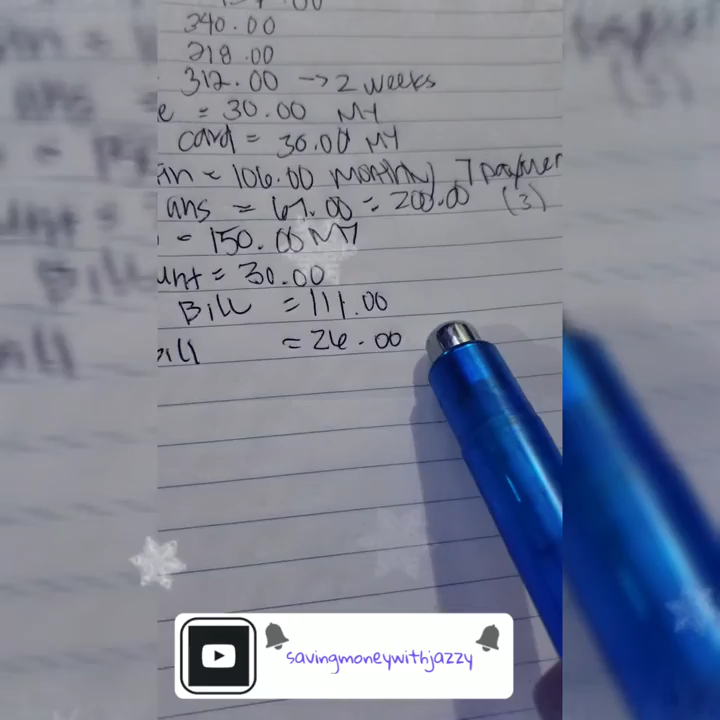 340.00
218.00
312.00 → 2 weeks
e = 30.00 MY
card = 30.00 MY
in = 106.00 monthly 7 paymen
ans = 67.00 = 200.00 (3)
= 150.00 MY
unt = 30.00
Bill = 111.00
ill = 26.00
savingmoneywithjazzy